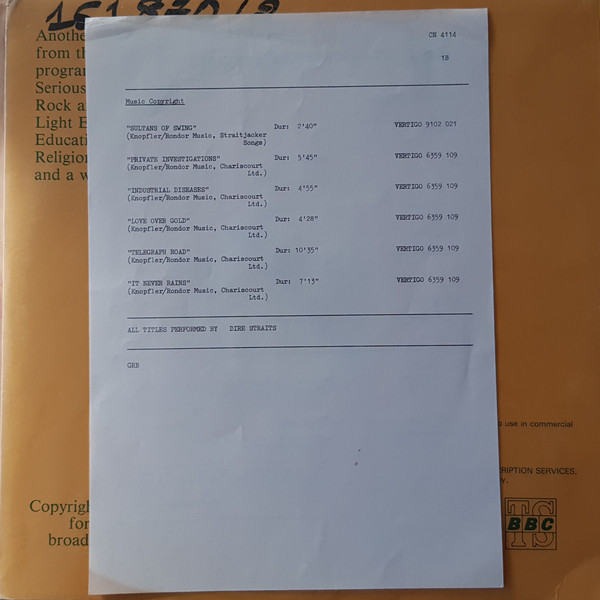 161830/8
Anothe
from th
program
Serious
Rock a
Light E
Educati
Religion
and a w
CN 4114
18
Music Copyright
"SULTANS OF SWING" Dur: 2'40" VERTIGO 9102 021
(Knopfler/Rondor Music, Straitjacker
Songs)
"PRIVATE INVESTIGATIONS" Dur: 5'45" VERTIGO 6359 109
(Knopfler/Rondor Music, Chariscourt
Ltd.)
"INDUSTRIAL DISEASES" Dur: 4'55" VERTIGO 6359 109
(Knopfler/Rondor Music, Chariscourt
Ltd.)
"LOVE OVER GOLD" Dur: 4'28" VERTIGO 6359 109
(Knopfler/Rondor Music, Chariscourt
Ltd.)
"TELEGRAPH ROAD" Dur: 10'35" VERTIGO 6359 109
(Knopfler/Rondor Music, Chariscourt
Ltd.)
"IT NEVER RAINS" Dur: 7'13" VERTIGO 6359 109
(Knopfler/Rondor Music, Chariscourt
Ltd.)
ALL TITLES PERFORMED BY DIRE STRAITS
GRB
use in commercial
RIPTION SERVICES.
y.
Copyrigh
for
broad
TS
BBC